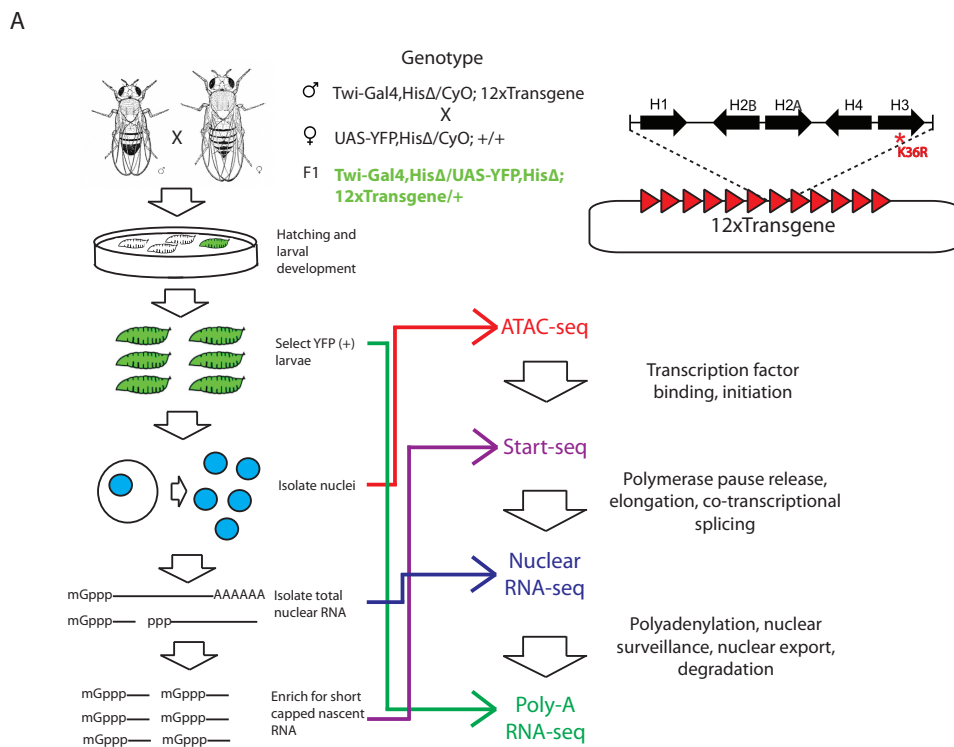 A
Genotype
♂ Twi-Gal4,HisΔ/CyO; 12xTransgene
X
♀ UAS-YFP,HisΔ/CyO; +/+
F1 Twi-Gal4,HisΔ/UAS-YFP,HisΔ;
12xTransgene/+
X
♂
♀
H1
H2B
H2A
H4
H3
*
K36R
12xTransgene
Hatching and
larval
development
Select YFP (+)
larvae
Isolate nuclei
mGppp AAAAAA
mGppp ppp
Isolate total
nuclear RNA
mGppp mGppp
mGppp mGppp
mGppp mGppp
Enrich for short
capped nascent
RNA
ATAC-seq
Transcription factor
binding, initiation
Start-seq
Polymerase pause release,
elongation, co-transcriptional
splicing
Nuclear
RNA-seq
Polyadenylation, nuclear
surveillance, nuclear export,
degradation
Poly-A
RNA-seq